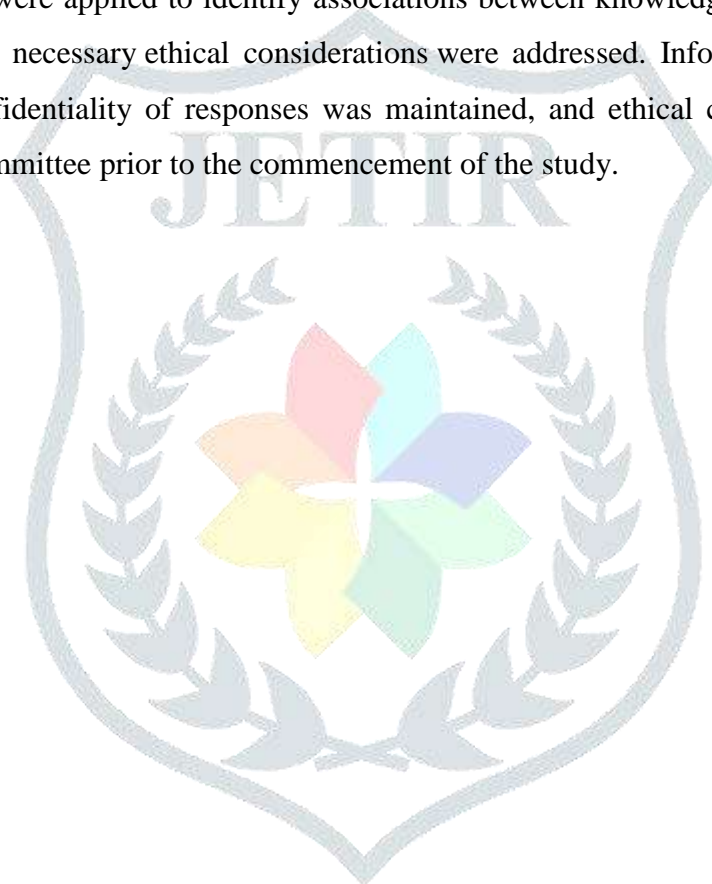 were applied to identify associations between knowledg
necessary ethical considerations were addressed. Info
fidentiality of responses was maintained, and ethical c
mmittee prior to the commencement of the study.
JETIR